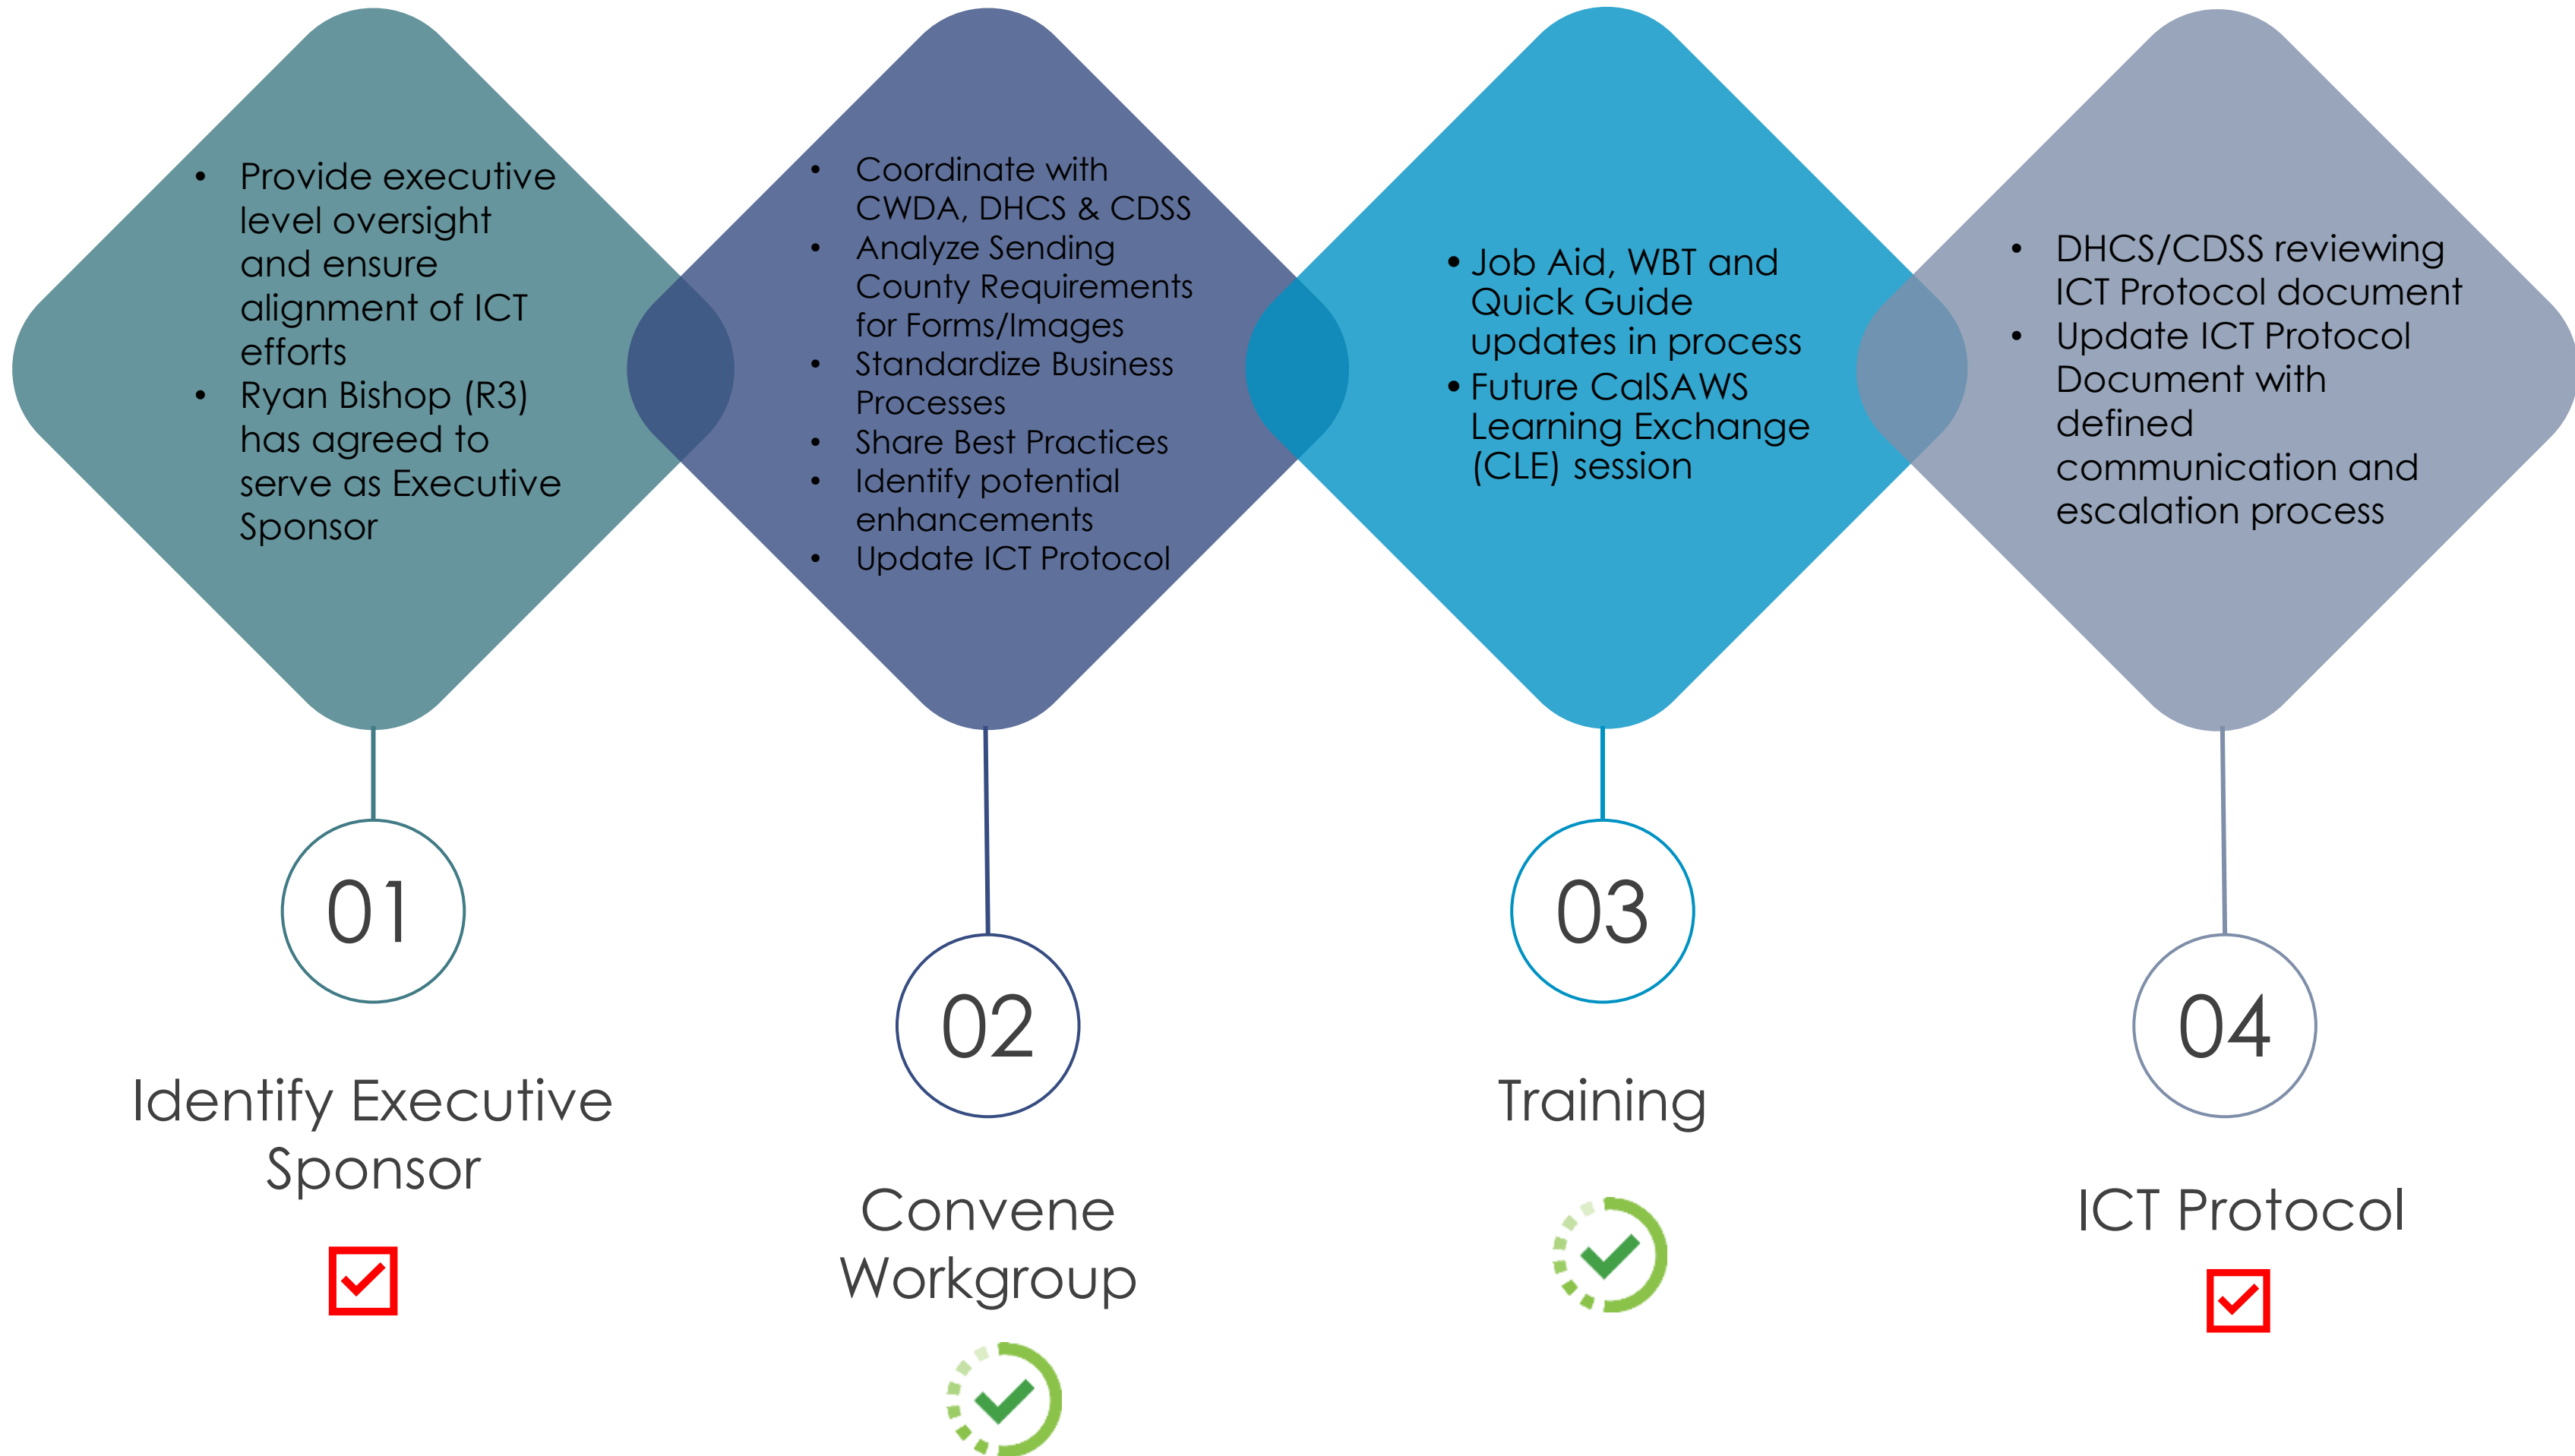 • Provide executive
level oversight
and ensure
alignment of ICT
efforts
• Ryan Bishop (R3)
has agreed to
serve as Executive
Sponsor
01
Identify Executive
Sponsor
• Coordinate with
CWDA, DHCS & CDSS
• Analyze Sending
County Requirements
for Forms/Images
• Standardize Business
Processes
• Share Best Practices
• Identify potential
enhancements
• Update ICT Protocol
02
Convene
Workgroup
• Job Aid, WBT and
Quick Guide
updates in process
• Future CalSAWS
Learning Exchange
(CLE) session
03
Training
• DHCS/CDSS reviewing
ICT Protocol document
• Update ICT Protocol
Document with
defined
communication and
escalation process
04
ICT Protocol